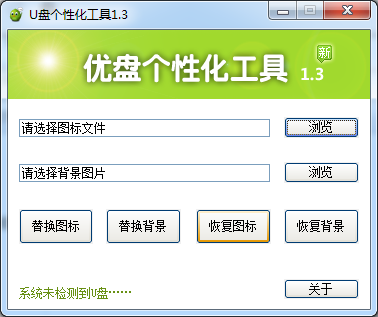 U盘个性化工具1.3
优盘个性化工具 1.3
新
请选择图标文件 浏览
请选择背景图片 浏览
替换图标 替换背景 恢复图标 恢复背景
系统未检测到U盘…… 关于